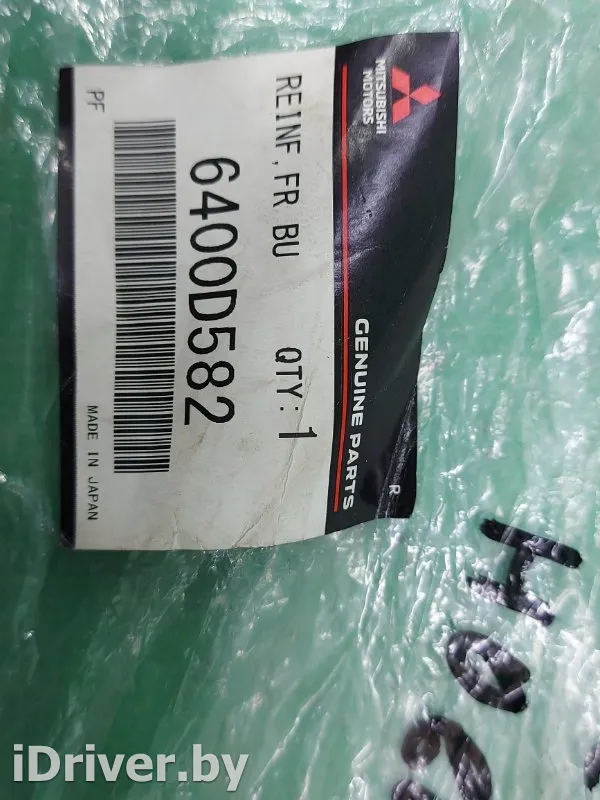 MITSUBISHI
MOTORS
GENUINE PARTS
R
REINF,FR BU QTY:1
6400D582
PF MADE IN JAPAN
iDriver.by